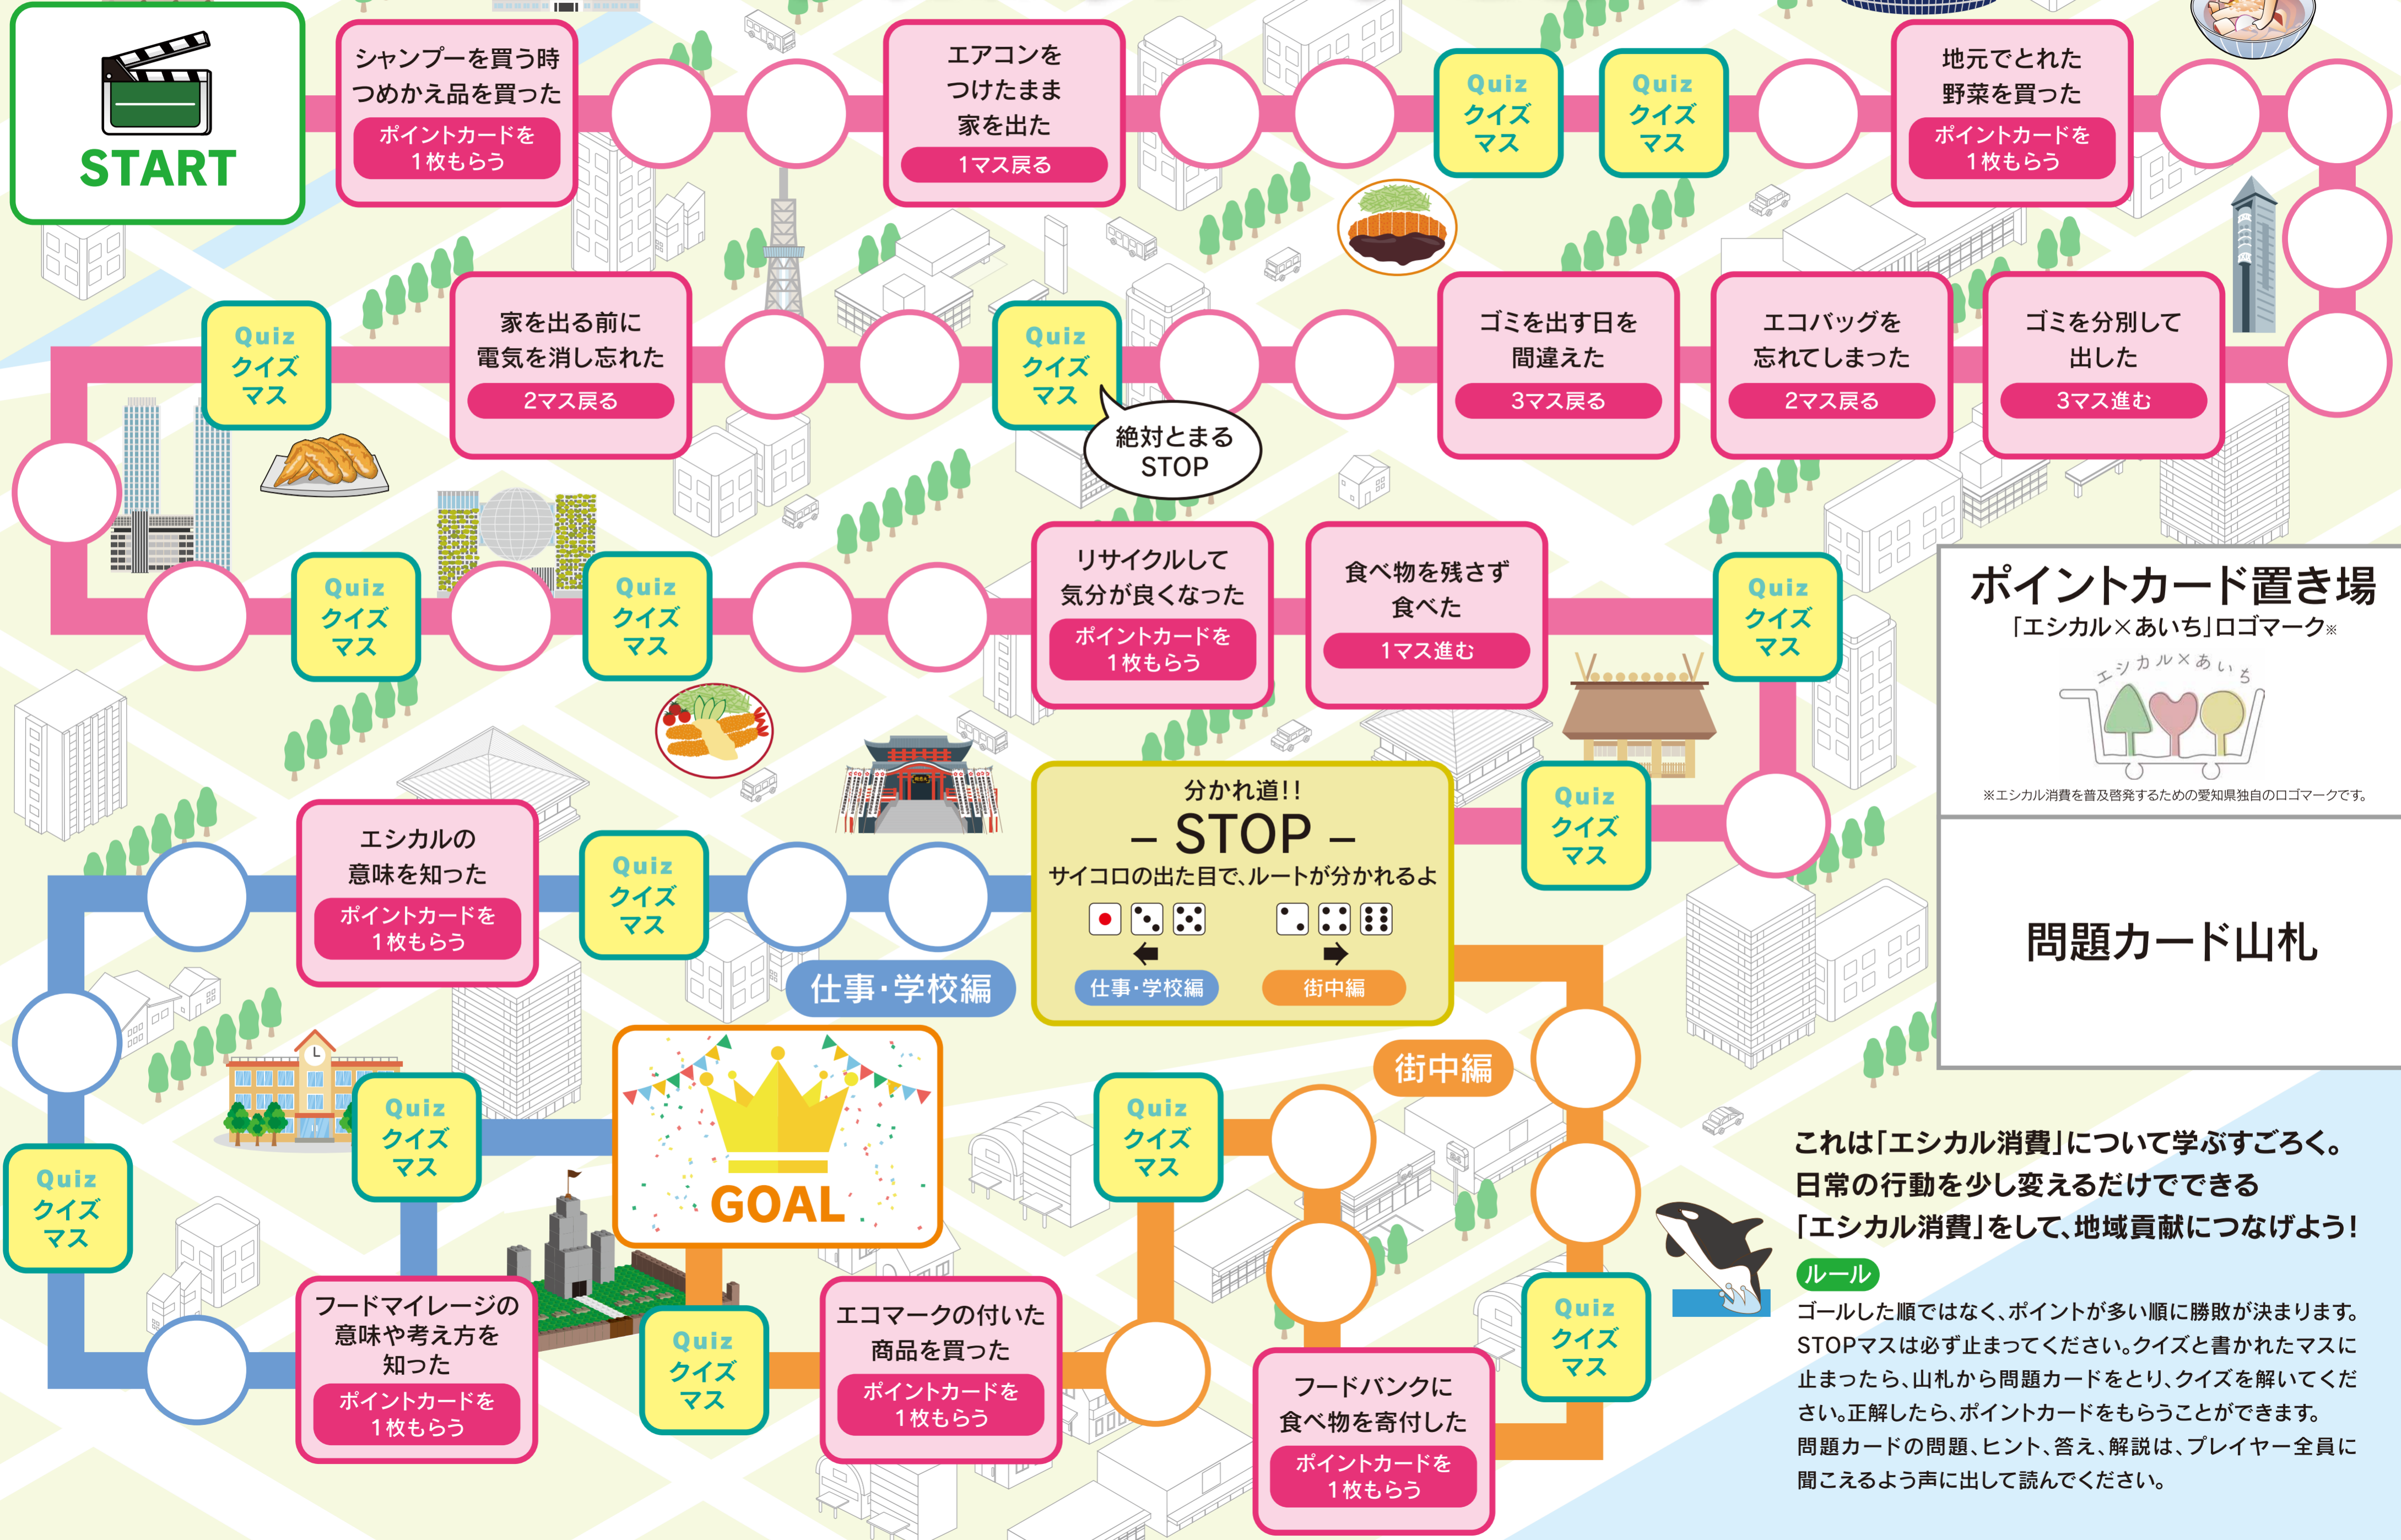 START
シャンプーを買う時
つめかえ品を買った
ポイントカードを
1枚もらう
エアコンを
つけたまま
家を出た
1マス戻る
Quiz
クイズ
マス
Quiz
クイズ
マス
地元でとれた
野菜を買った
ポイントカードを
1枚もらう
ゴミを分別して
出した
3マス進む
エコバッグを
忘れてしまった
2マス戻る
ゴミを出す日を
間違えた
3マス戻る
Quiz
クイズ
マス
絶対とまる
STOP
家を出る前に
電気を消し忘れた
2マス戻る
Quiz
クイズ
マス
Quiz
クイズ
マス
Quiz
クイズ
マス
リサイクルして
気分が良くなった
ポイントカードを
1枚もらう
食べ物を残さず
食べた
1マス進む
Quiz
クイズ
マス
Quiz
クイズ
マス
分かれ道!!
– STOP –
サイコロの出た目で、ルートが分かれるよ
仕事・学校編
街中編
仕事・学校編
Quiz
クイズ
マス
エシカルの
意味を知った
ポイントカードを
1枚もらう
Quiz
クイズ
マス
フードマイレージの
意味や考え方を
知った
ポイントカードを
1枚もらう
Quiz
クイズ
マス
街中編
Quiz
クイズ
マス
フードバンクに
食べ物を寄付した
ポイントカードを
1枚もらう
Quiz
クイズ
マス
エコマークの付いた
商品を買った
ポイントカードを
1枚もらう
Quiz
クイズ
マス
GOAL
ポイントカード置き場
「エシカル×あいち」ロゴマーク※
エシカル×あいち
※エシカル消費を普及啓発するための愛知県独自のロゴマークです。
問題カード山札
これは「エシカル消費」について学ぶすごろく。
日常の行動を少し変えるだけでできる
「エシカル消費」をして、地域貢献につなげよう!
ルール
ゴールした順ではなく、ポイントが多い順に勝敗が決まります。
STOPマスは必ず止まってください。クイズと書かれたマスに
止まったら、山札から問題カードをとり、クイズを解いてくだ
さい。正解したら、ポイントカードをもらうことができます。
問題カードの問題、ヒント、答え、解説は、プレイヤー全員に
聞こえるよう声に出して読んでください。